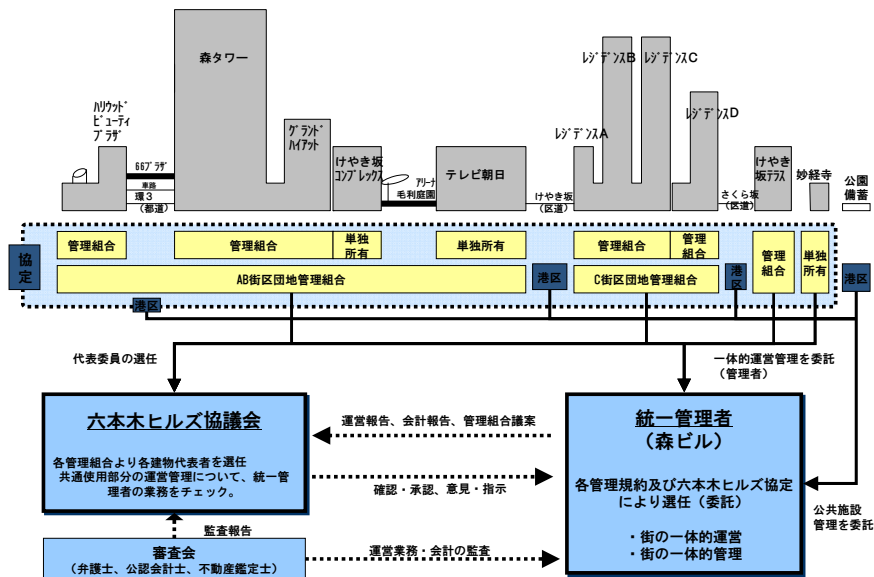 森タワー
レジデンスB
レジデンスC
ハリウッド
ビューティ
プラザ
グランド
ハイアット
レジデンスD
レジデンスA
66プラザ
車路
環３
（都道）
けやき坂
コンプレックス
アリーナ
毛利庭園
テレビ朝日
けやき坂
（区道）
さくら坂
（区道）
けやき
坂テラス
妙経寺
公園
備蓄
協
定
管理組合
管理組合
単独
所有
単独所有
管理組合
管理
組合
管理
組合
単独
所有
AB街区団地管理組合
港区
C街区団地管理組合
港
区
港区
港区
代表委員の選任
一体的運営管理を委託
（管理者）
六本木ヒルズ協議会
各管理組合より各建物代表者を選任
共通使用部分の運営管理について、統一管
理者の業務をチェック。
運営報告、会計報告、管理組合議案
確認・承認、意見・指示
統一管理者
（森ビル）
各管理規約及び六本木ヒルズ協定
により選任（委託）
・街の一体的運営
・街の一体的管理
公共施設
管理を委託
監査報告
審査会
（弁護士、公認会計士、不動産鑑定士）
運営業務・会計の監査